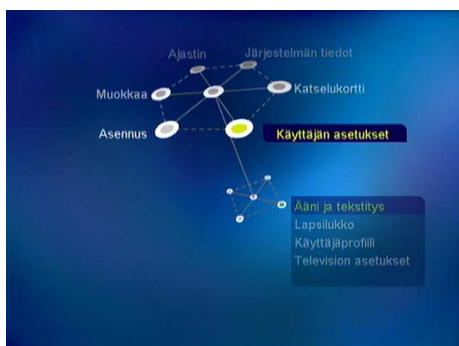 Ajastin
Järjestelmän tiedot
Muokkaa
Katselukortti
Asennus
Käyttäjän asetukset
Ääni ja tekstitys
Lapsilukko
Käyttäjäprofiili
Television asetukset